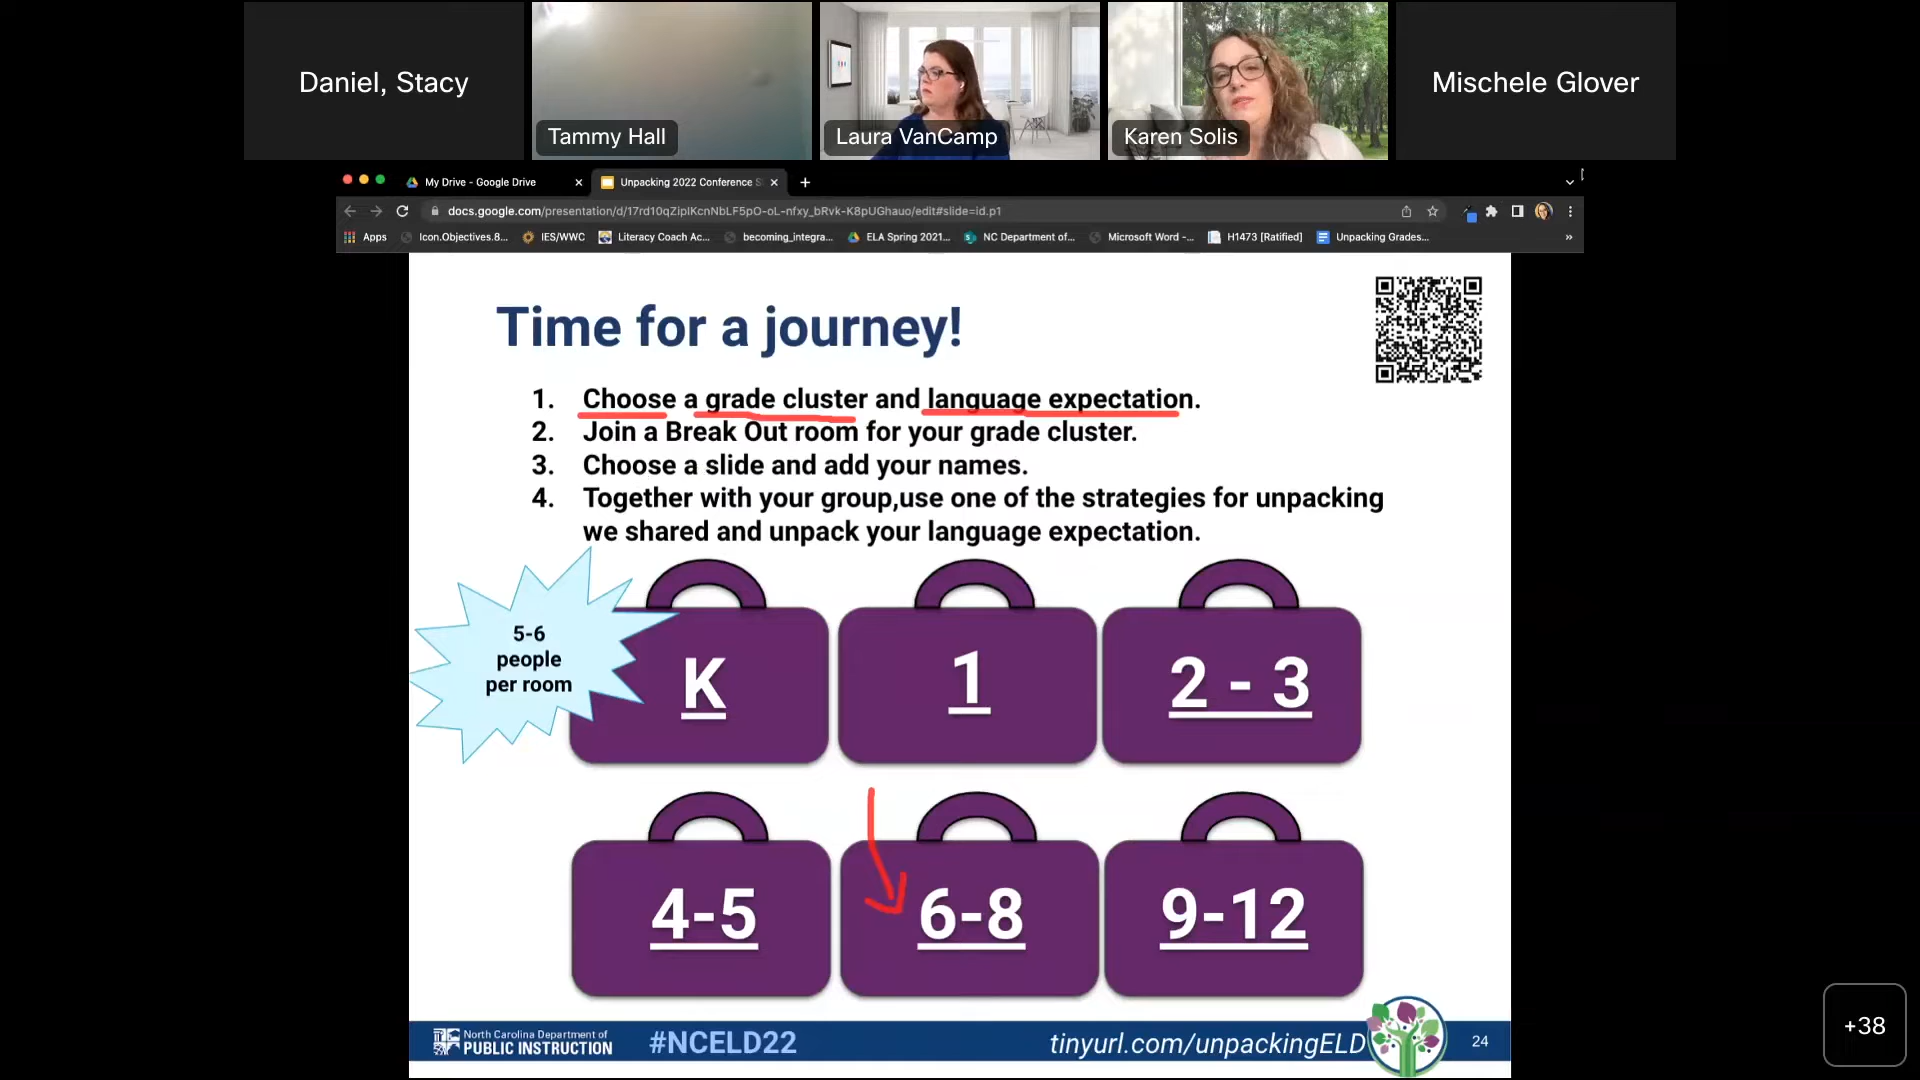 Daniel, Stacy
Tammy Hall
Laura VanCamp
Karen Solis
Mischele Glover
My Drive - Google Drive
Unpacking 2022 Conference S
docs.google.com/presentation/d/17rd10qZipIKcnNbLF5pO-oL-nfxy_bRvk-K8pUGhauo/edit#slide=id.p1
Apps
Icon.Objectives.8...
IES/WWC
Literacy Coach Ac...
becoming_integra...
ELA Spring 2021...
NC Department of...
Microsoft Word -...
H1473 [Ratified]
Unpacking Grades...
»
Time for a journey!
1. Choose a grade cluster and language expectation.
2. Join a Break Out room for your grade cluster.
3. Choose a slide and add your names.
4. Together with your group,use one of the strategies for unpacking
we shared and unpack your language expectation.
5-6
people
per room
K
1
2 - 3
4-5
6-8
9-12
North Carolina Department of
PUBLIC INSTRUCTION
#NCELD22
tinyurl.com/unpackingELD
24
+38